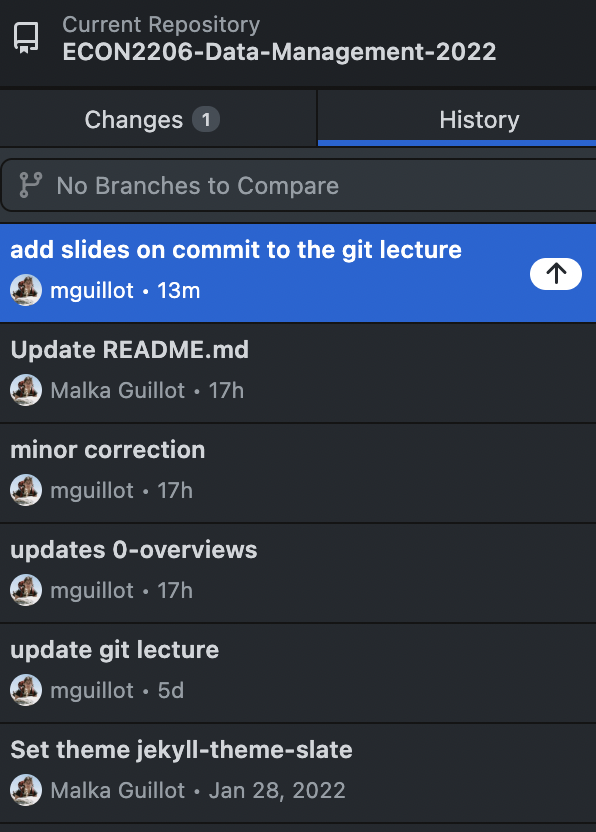 Current Repository
ECON2206-Data-Management-2022
Changes 1 History
No Branches to Compare
add slides on commit to the git lecture
mguillot • 13m
Update README.md
Malka Guillot • 17h
minor correction
mguillot • 17h
updates 0-overviews
mguillot • 17h
update git lecture
mguillot • 5d
Set theme jekyll-theme-slate
Malka Guillot • Jan 28, 2022